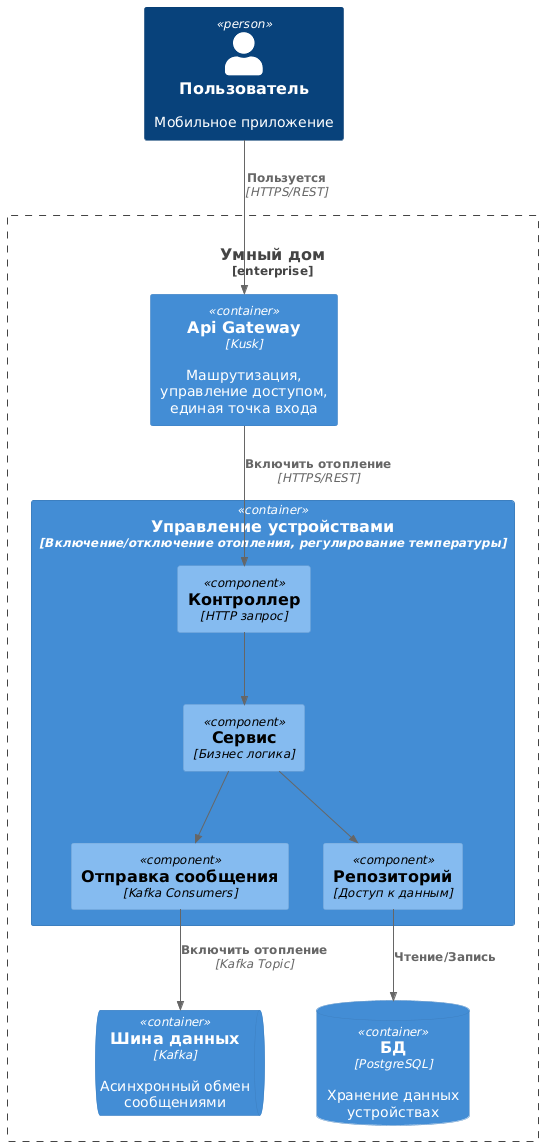 «person»
Пользователь
Мобильное приложение
Пользуется
[HTTPS/REST]
Умный дом
[enterprise]
«container»
Api Gateway
[Kusk]
Машрутизация,
управление доступом,
единая точка входа
Включить отопление
[HTTPS/REST]
«container»
Управление устройствами
[Включение/отключение отопления, регулирование температуры]
«component»
Контроллер
[HTTP запрос]
«component»
Сервис
[Бизнес логика]
«component»
Отправка сообщения
[Kafka Consumers]
«component»
Репозиторий
[Доступ к данным]
Включить отопление
[Kafka Topic]
Чтение/Запись
«container»
Шина данных
[Kafka]
Асинхронный обмен
сообщениями
«container»
БД
[PostgreSQL]
Хранение данных
устройствах